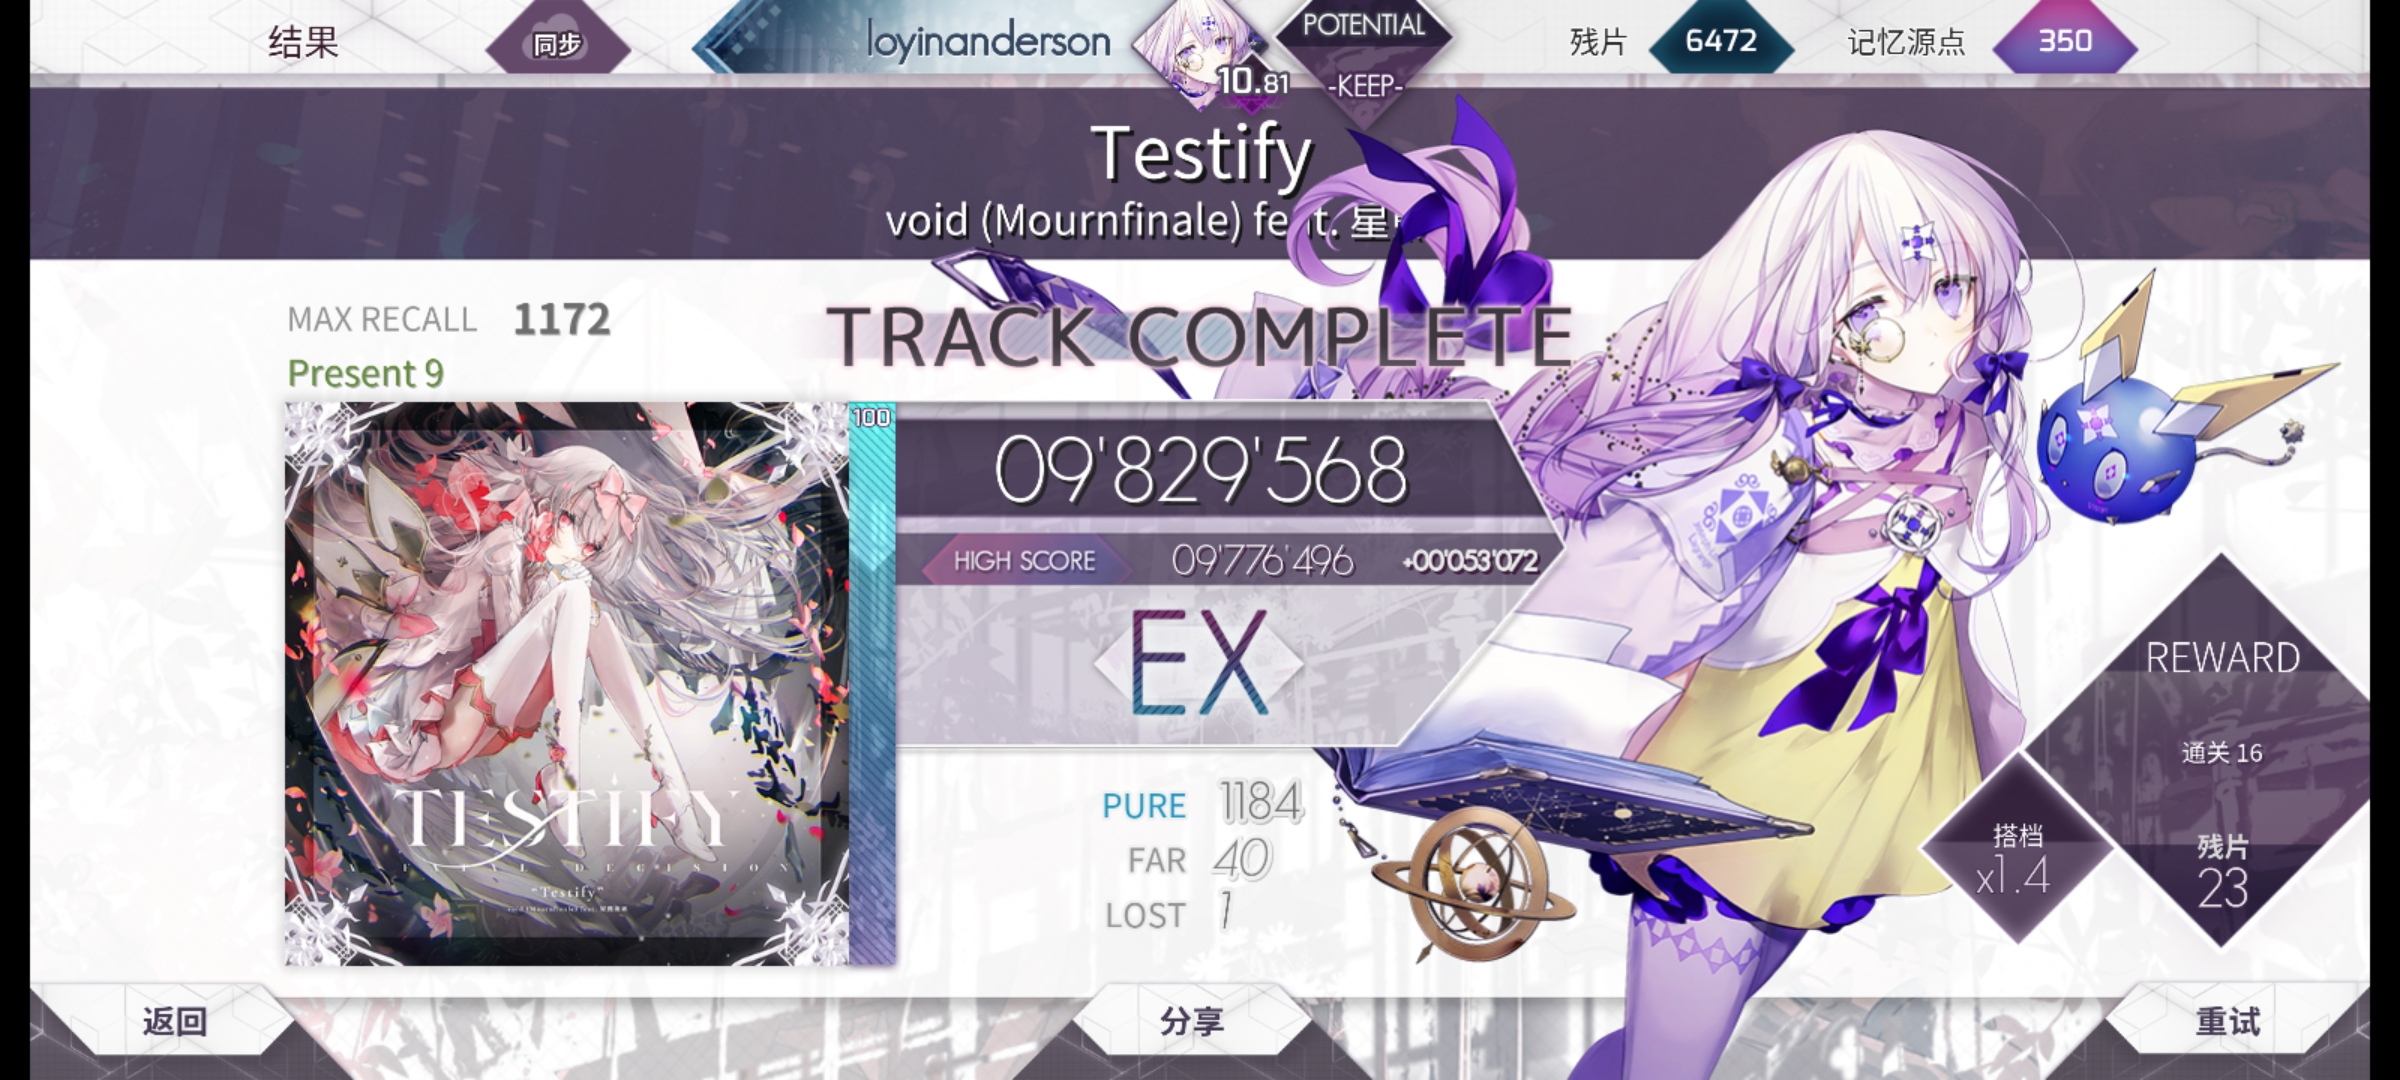 结果
同步
loyinanderson
10.81
POTENTIAL
-KEEP-
残片 6472
记忆源点 350
Testify
void (Mournfinale) feat. 星
MAX RECALL 1172
Present 9
TRACK COMPLETE
100
09'829'568
HIGH SCORE 09'776'496 +00'053'072
EX
TESTIFY
A FATAL DECISION
"Testify"
PURE 1184
FAR 40
LOST 1
REWARD
通关 16
搭档
x1.4
残片
23
返回
分享
重试